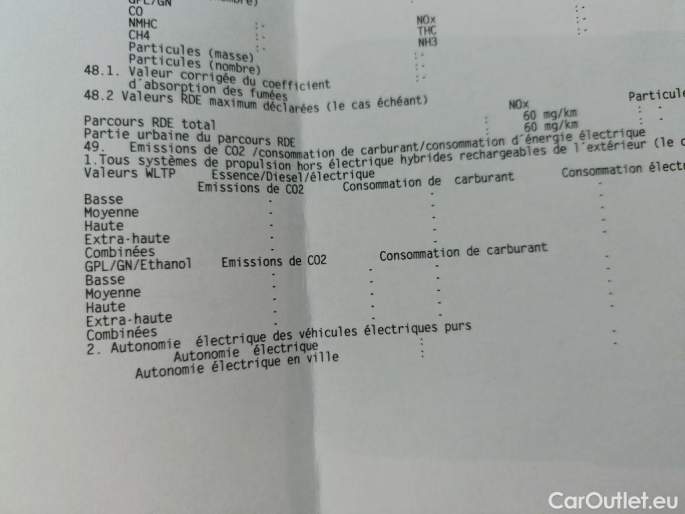 GPL/GN
CO :- NOx :-
NMHC :- THC :-
CH4 :- NH3
Particules (masse) :-
Particules (nombre) :-
48.1. Valeur corrigée du coefficient
d´absorption des fumées
48.2 Valeurs RDE maximum déclarées (le cas échéant)
NOx Particule
Parcours RDE total : 60 mg/km : -
Partie urbaine du parcours RDE : 60 mg/km : -
49. Emissions de CO2 /consommation de carburant/consommation d´énergie électrique
1.Tous systèmes de propulsion hors électrique hybrides rechargeables de l´extérieur (le c
Valeurs WLTP Essence/Diesel/électrique
Emissions de CO2 Consommation de carburant Consommation électr
Basse - - -
Moyenne - - -
Haute - - -
Extra-haute - - -
Combinées - - -
GPL/GN/Ethanol Emissions de CO2 Consommation de carburant
Basse - - - -
Moyenne - - - -
Haute - - - -
Extra-haute - - - -
Combinées - - - -
2. Autonomie électrique des véhicules électriques purs
Autonomie électrique : -
Autonomie électrique en ville :
CarOutlet.eu